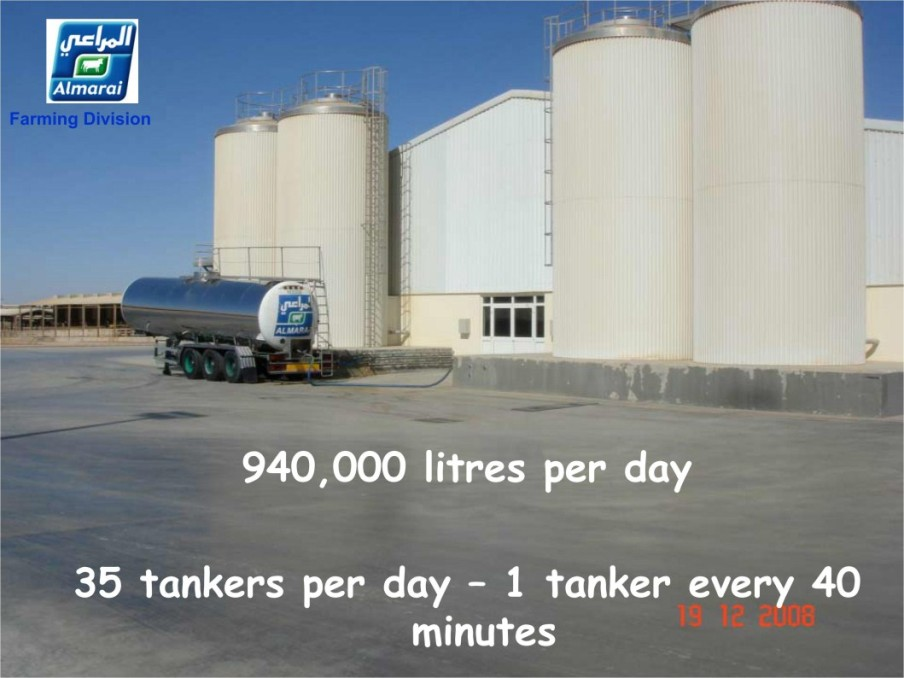 المراعي
Almarai
Farming Division
المراعي
ALMARAI
940,000 litres per day
35 tankers per day – 1 tanker every 40
minutes
19 12 2008